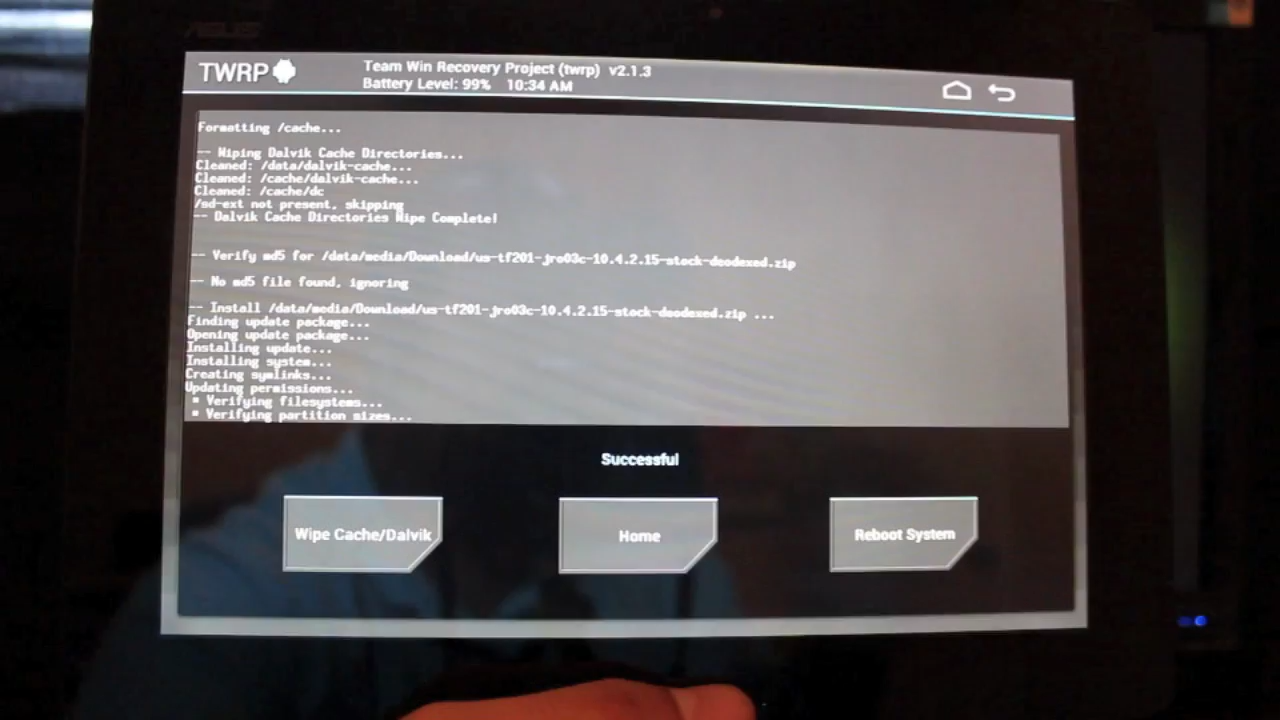 ASUS
TWRP
Team Win Recovery Project (twrp) v2.1.3
Battery Level: 99% 10:34 AM
Formatting /cache...
-- Wiping Dalvik Cache Directories...
Cleaned: /data/dalvik-cache...
Cleaned: /cache/dalvik-cache...
Cleaned: /cache/dc
/sd-ext not present, skipping
-- Dalvik Cache Directories Wipe Complete!
-- Verify md5 for /data/media/Download/us-tf201-jro03c-10.4.2.15-stock-deodexed.zip
-- No md5 file found, ignoring
-- Install /data/media/Download/us-tf201-jro03c-10.4.2.15-stock-deodexed.zip ...
Finding update package...
Opening update package...
Installing update...
Installing system...
Creating symlinks...
Updating permissions...
* Verifying filesystems...
* Verifying partition sizes...
Successful
Wipe Cache/Dalvik
Home
Reboot System